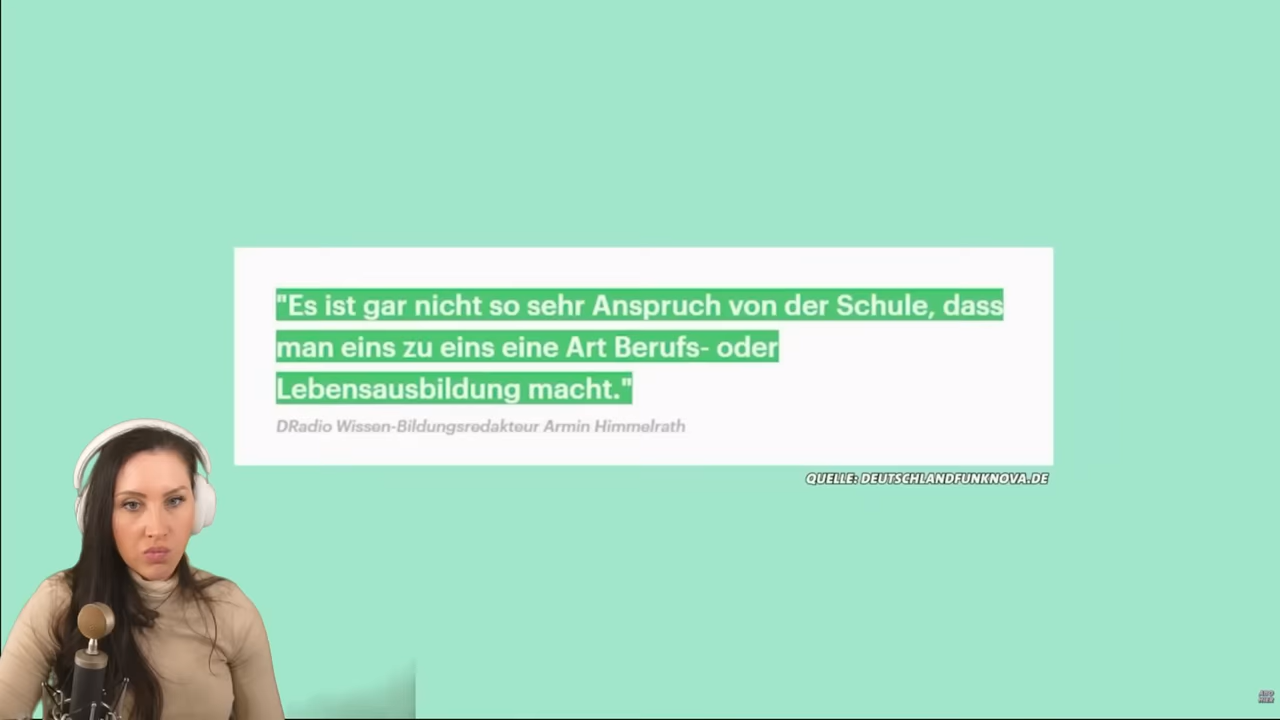 "Es ist gar nicht so sehr Anspruch von der Schule, dass
man eins zu eins eine Art Berufs- oder
Lebensausbildung macht."
DRadio Wissen-Bildungsredakteur Armin Himmelrath
QUELLE: DEUTSCHLANDFUNKNOVA.DE